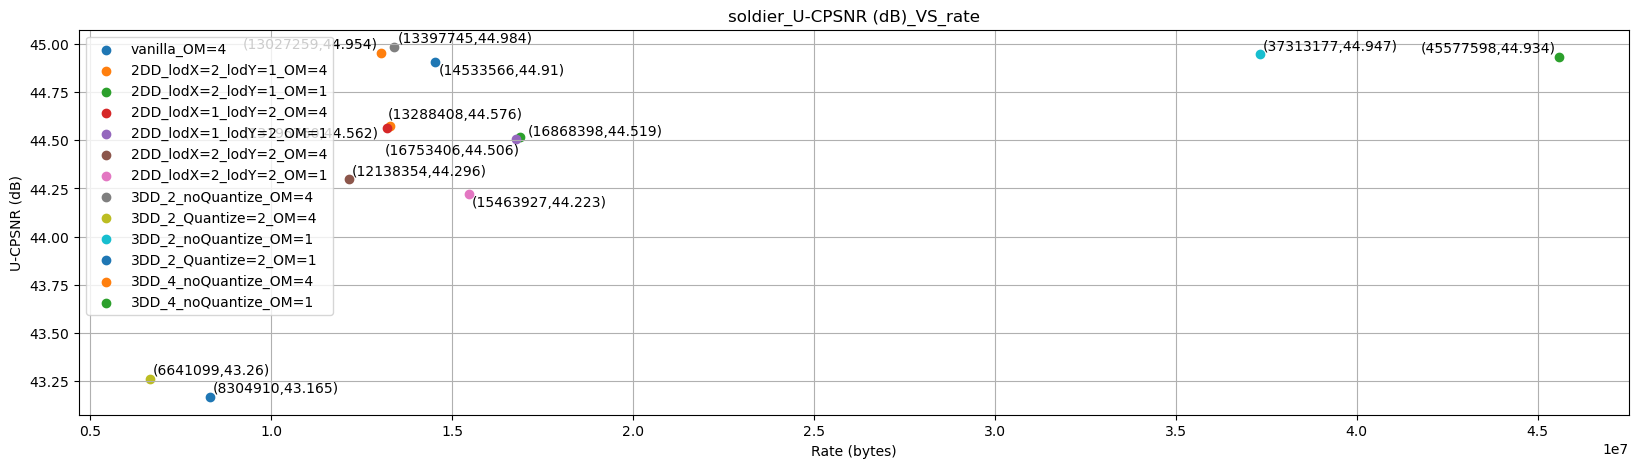 soldier_U-CPSNR (dB)_VS_rate
U-CPSNR (dB)
45.00
44.75
44.50
44.25
44.00
43.75
43.50
43.25
vanilla_OM=4
2DD_lodX=2_lodY=1_OM=4
2DD_lodX=2_lodY=1_OM=1
2DD_lodX=1_lodY=2_OM=4
2DD_lodX=1_lodY=2_OM=1
2DD_lodX=2_lodY=2_OM=4
2DD_lodX=2_lodY=2_OM=1
3DD_2_noQuantize_OM=4
3DD_2_Quantize=2_OM=4
3DD_2_noQuantize_OM=1
3DD_2_Quantize=2_OM=1
3DD_4_noQuantize_OM=4
3DD_4_noQuantize_OM=1
(13027259,44.954)
(13397745,44.984)
(14533566,44.91)
(37313177,44.947)
(45577598,44.934)
(13288408,44.576)
4.562)
(16868398,44.519)
(16753406,44.506)
(12138354,44.296)
(15463927,44.223)
(6641099,43.26)
(8304910,43.165)
0.5 1.0 1.5 2.0 2.5 3.0 3.5 4.0 4.5
1e7
Rate (bytes)